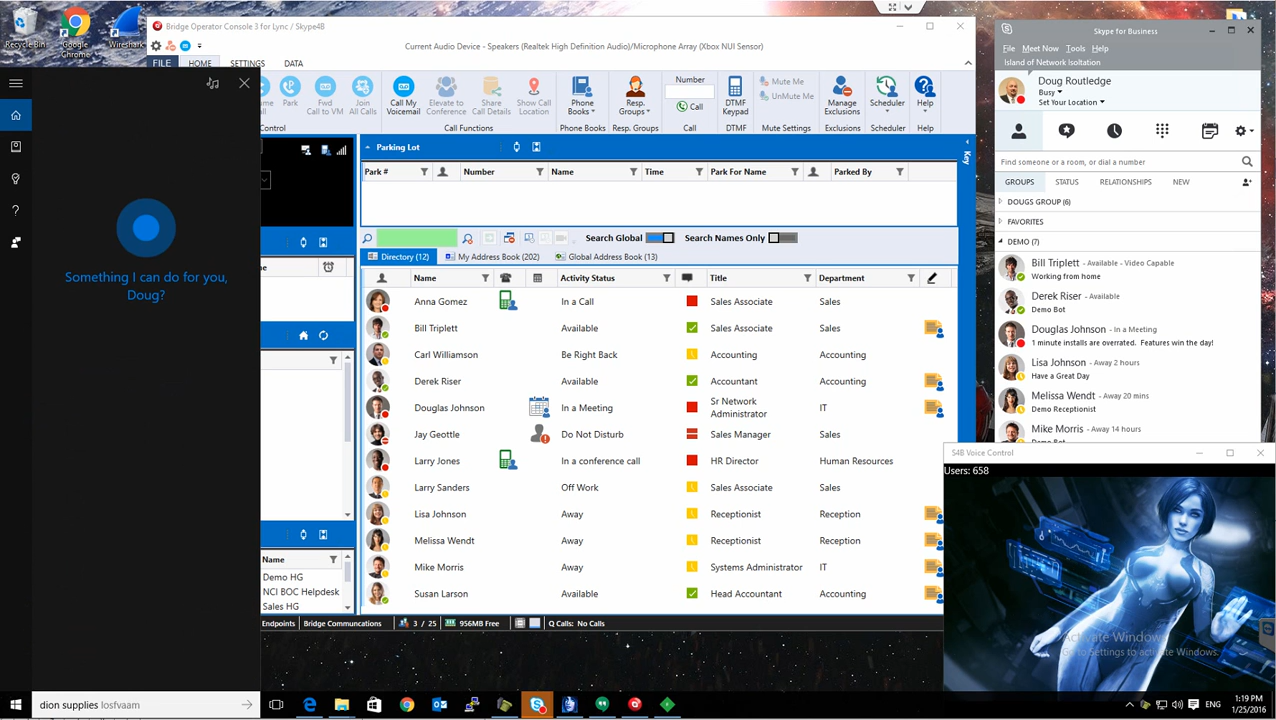 Recycle Bin
Google Chrome
Wireshark
Bridge Operator Console 3 for Lync / Skype4B
Current Audio Device - Speakers (Realtek High Definition Audio)/Microphone Array (Xbox NUI Sensor)
FILE HOME SETTINGS DATA
Park
Fwd Call to VM
Join All Calls
Call My Voicemail
Elevate to Conference
Share Call Details
Show Call Location
Phone Books
Resp. Groups
Number
Call
DTMF Keypad
Mute Me
UnMute Me
Manage Exclusions
Scheduler
Help
Control Call Functions Phone Books Resp. Groups Call DTMF Mute Settings Exclusions Scheduler Help
Something I can do for you,
Doug?
dion supplies losfvaam
Parking Lot
Key
Park # Number Name Time Park For Name Parked By
Search Global Search Names Only
Directory (12) My Address Book (202) Global Address Book (13)
Name Activity Status Title Department
Anna Gomez In a Call Sales Associate Sales
Bill Triplett Available Sales Associate Sales
Carl Williamson Be Right Back Accounting Accounting
Derek Riser Available Accountant Accounting
Douglas Johnson In a Meeting Sr Network Administrator IT
Jay Geottle Do Not Disturb Sales Manager Sales
Larry Jones In a conference call HR Director Human Resources
Larry Sanders Off Work Sales Associate Sales
Lisa Johnson Away Receptionist Reception
Melissa Wendt Away Receptionist Reception
Mike Morris Away Systems Administrator IT
Susan Larson Available Head Accountant Accounting
Name
Demo HG
NCI BOC Helpdesk
Sales HG
Endpoints Bridge Communcations 3 / 25 956MB Free Q Calls: No Calls
Skype for Business
File Meet Now Tools Help
Island of Network Isoltation
Doug Routledge
Busy
Set Your Location
Find someone or a room, or dial a number
GROUPS STATUS RELATIONSHIPS NEW
DOUGS GROUP (6)
FAVORITES
DEMO (7)
Bill Triplett - Available - Video Capable
Working from home
Derek Riser - Available
Demo Bot
Douglas Johnson - In a Meeting
1 minute installs are overrated. Features win the day!
Lisa Johnson - Away 2 hours
Have a Great Day
Melissa Wendt - Away 20 mins
Demo Receptionist
Mike Morris - Away 14 hours
Demo Bot
S4B Voice Control
Users: 658
Activate Windows
Go to Settings to activate Windows.
ENG
1:19 PM
1/25/2016